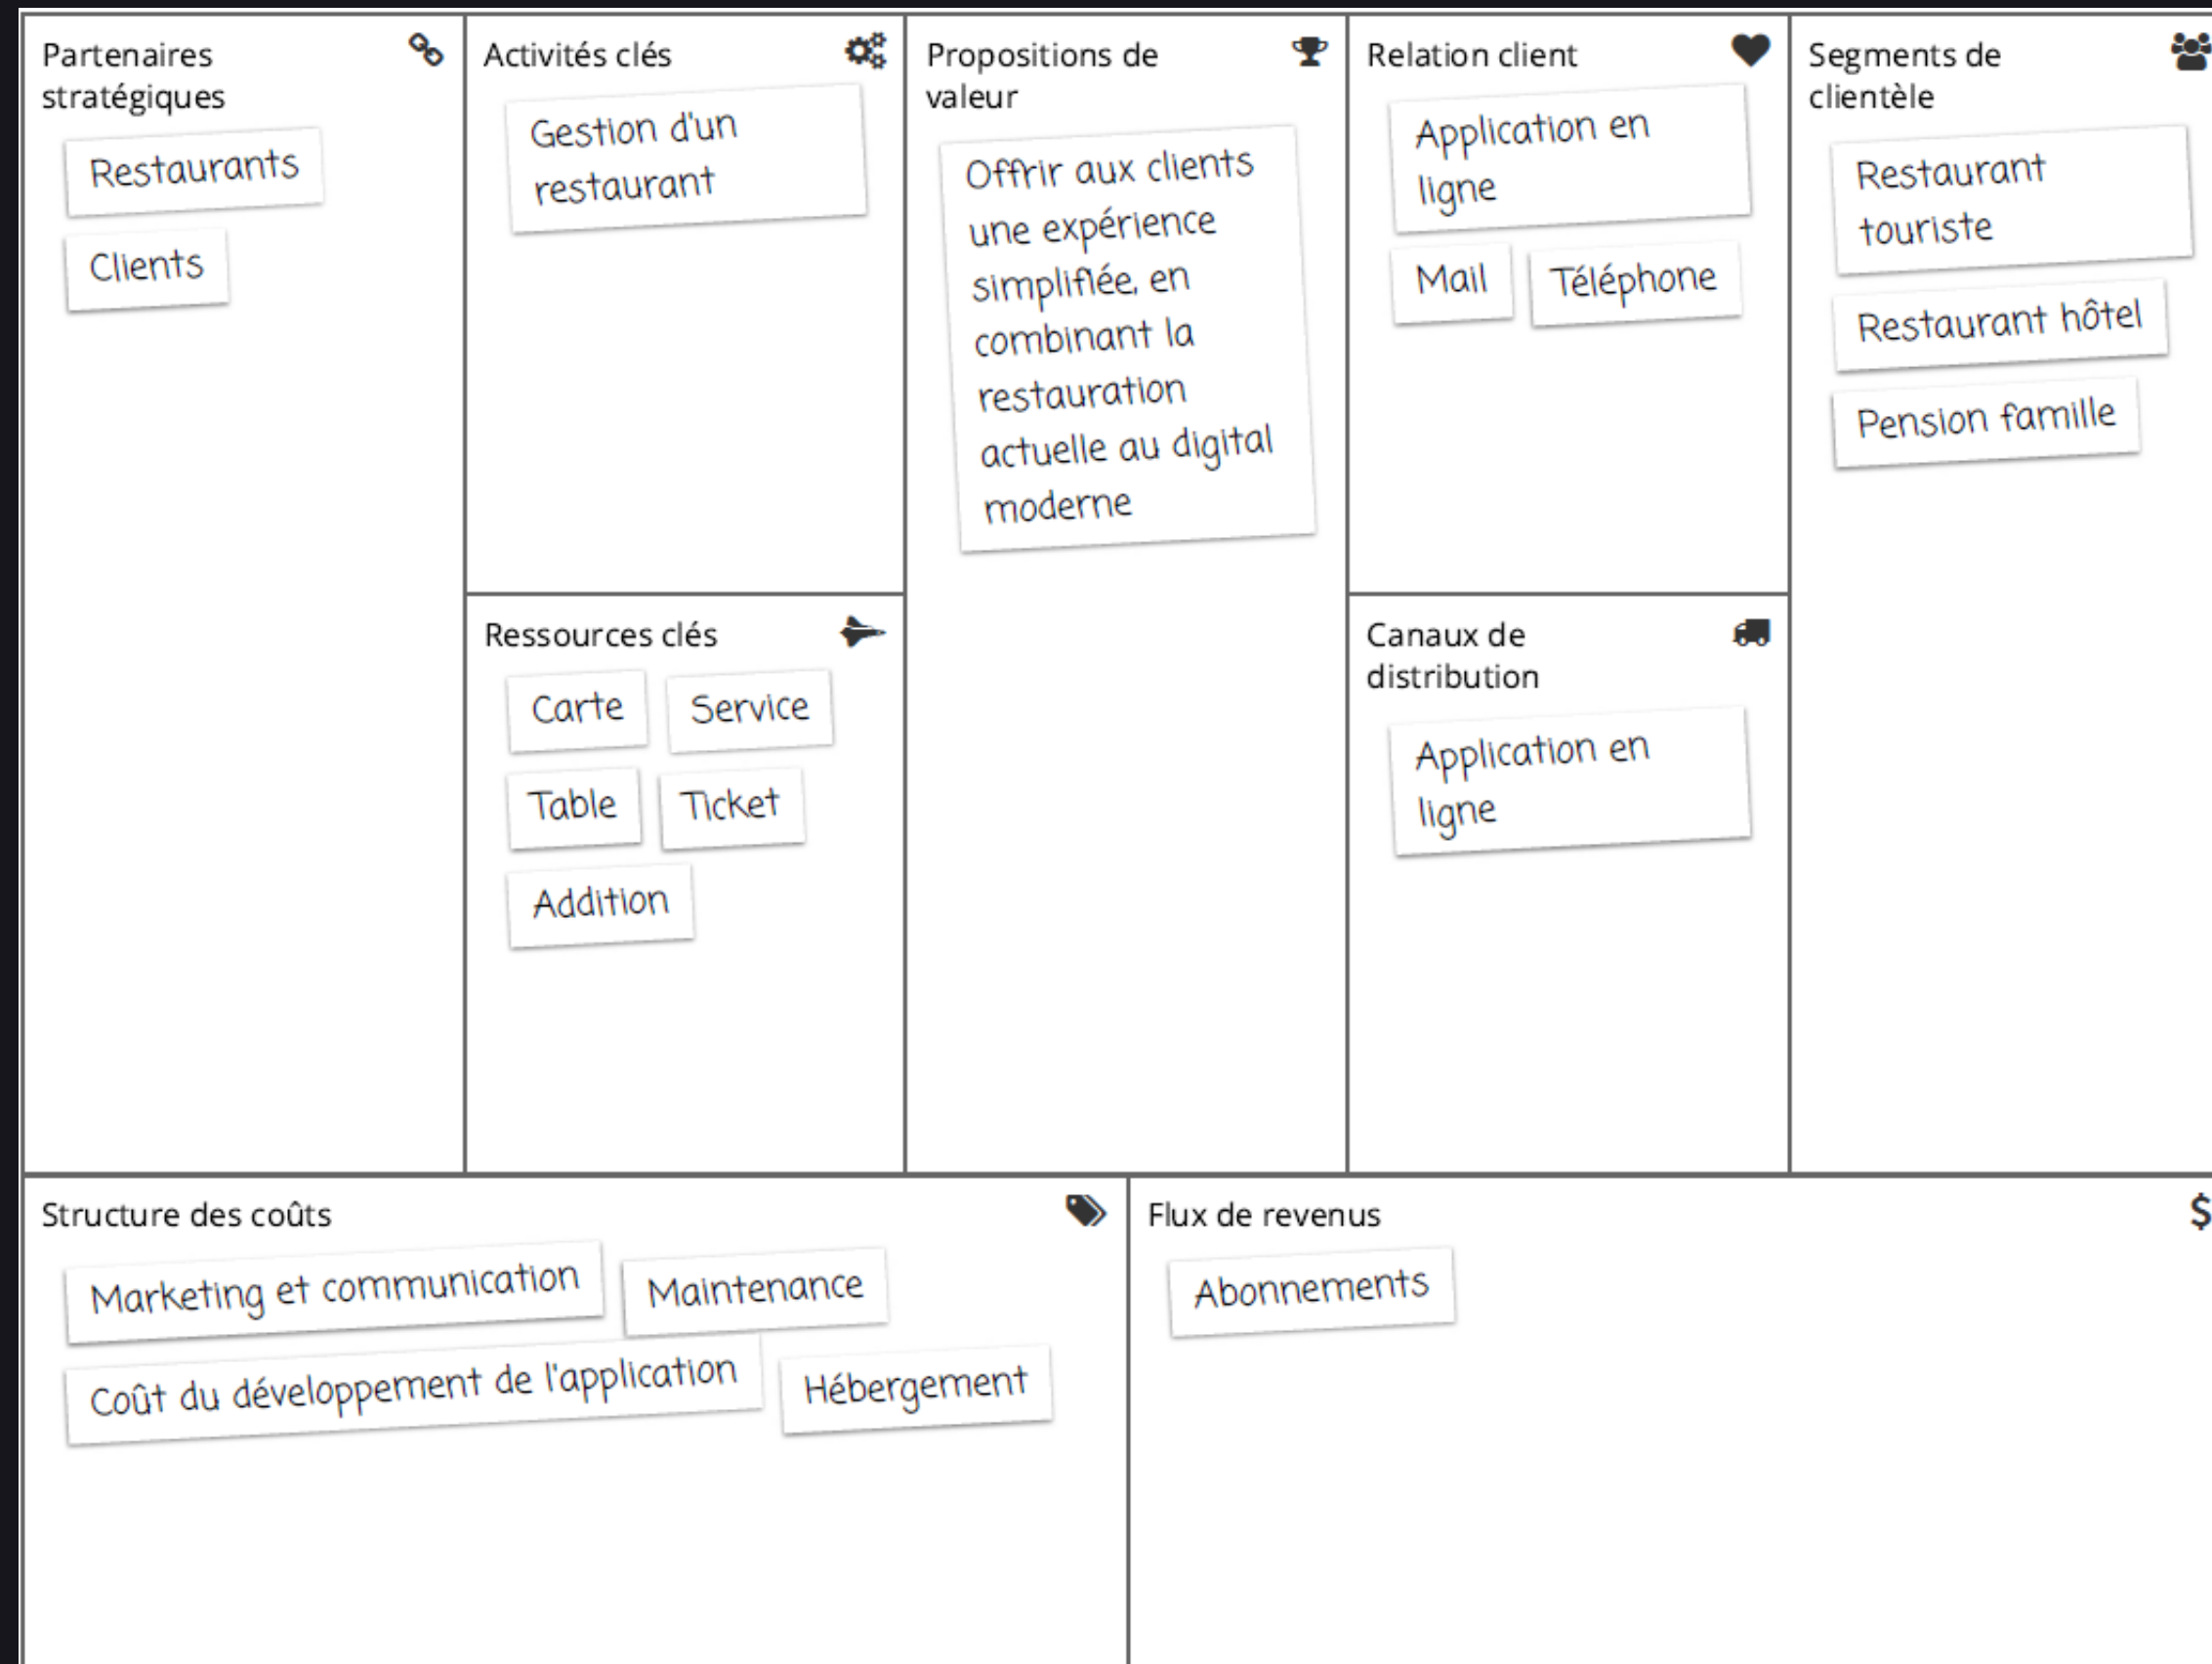 Partenaires
stratégiques
Restaurants
Clients
Activités clés
Gestion d'un
restaurant
Ressources clés
Carte
Service
Table
Ticket
Addition
Propositions de
valeur
Offrir aux clients
une expérience
simplifiée, en
combinant la
restauration
actuelle au digital
moderne
Relation client
Application en
ligne
Mail
Téléphone
Canaux de
distribution
Application en
ligne
Segments de
clientèle
Restaurant
touriste
Restaurant hôtel
Pension famille
Structure des coûts
Marketing et communication
Maintenance
Coût du développement de l'application
Hébergement
Flux de revenus
Abonnements